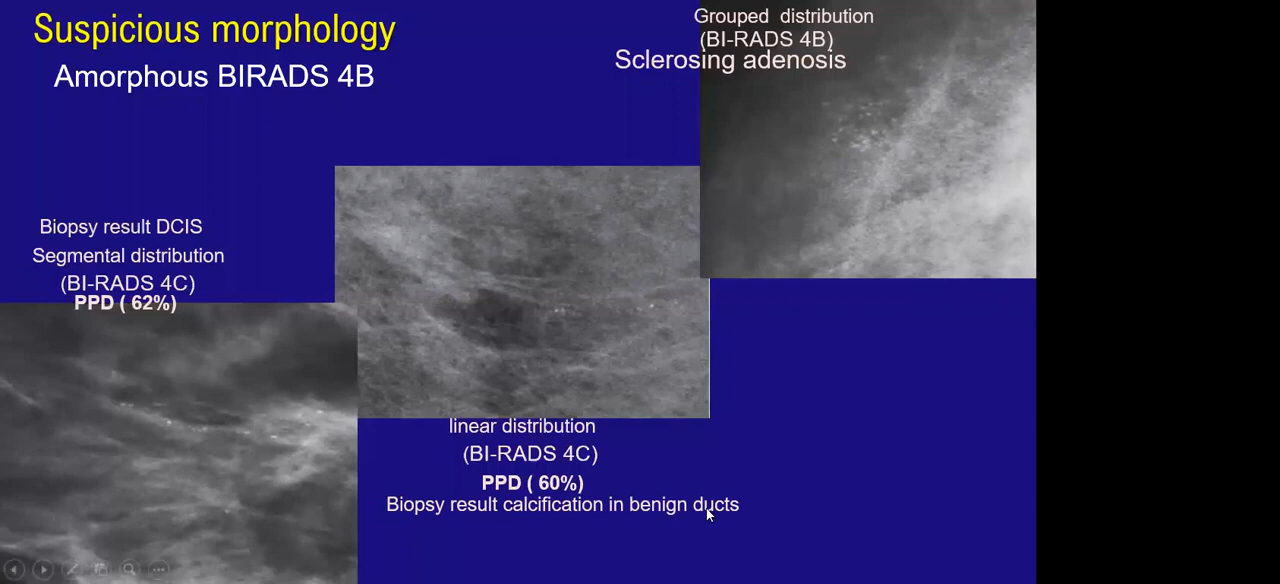 Suspicious morphology
Amorphous BIRADS 4B
Grouped distribution
(BI-RADS 4B)
Sclerosing adenosis
Biopsy result DCIS
Segmental distribution
(BI-RADS 4C)
PPD ( 62%)
linear distribution
(BI-RADS 4C)
PPD ( 60%)
Biopsy result calcification in benign ducts